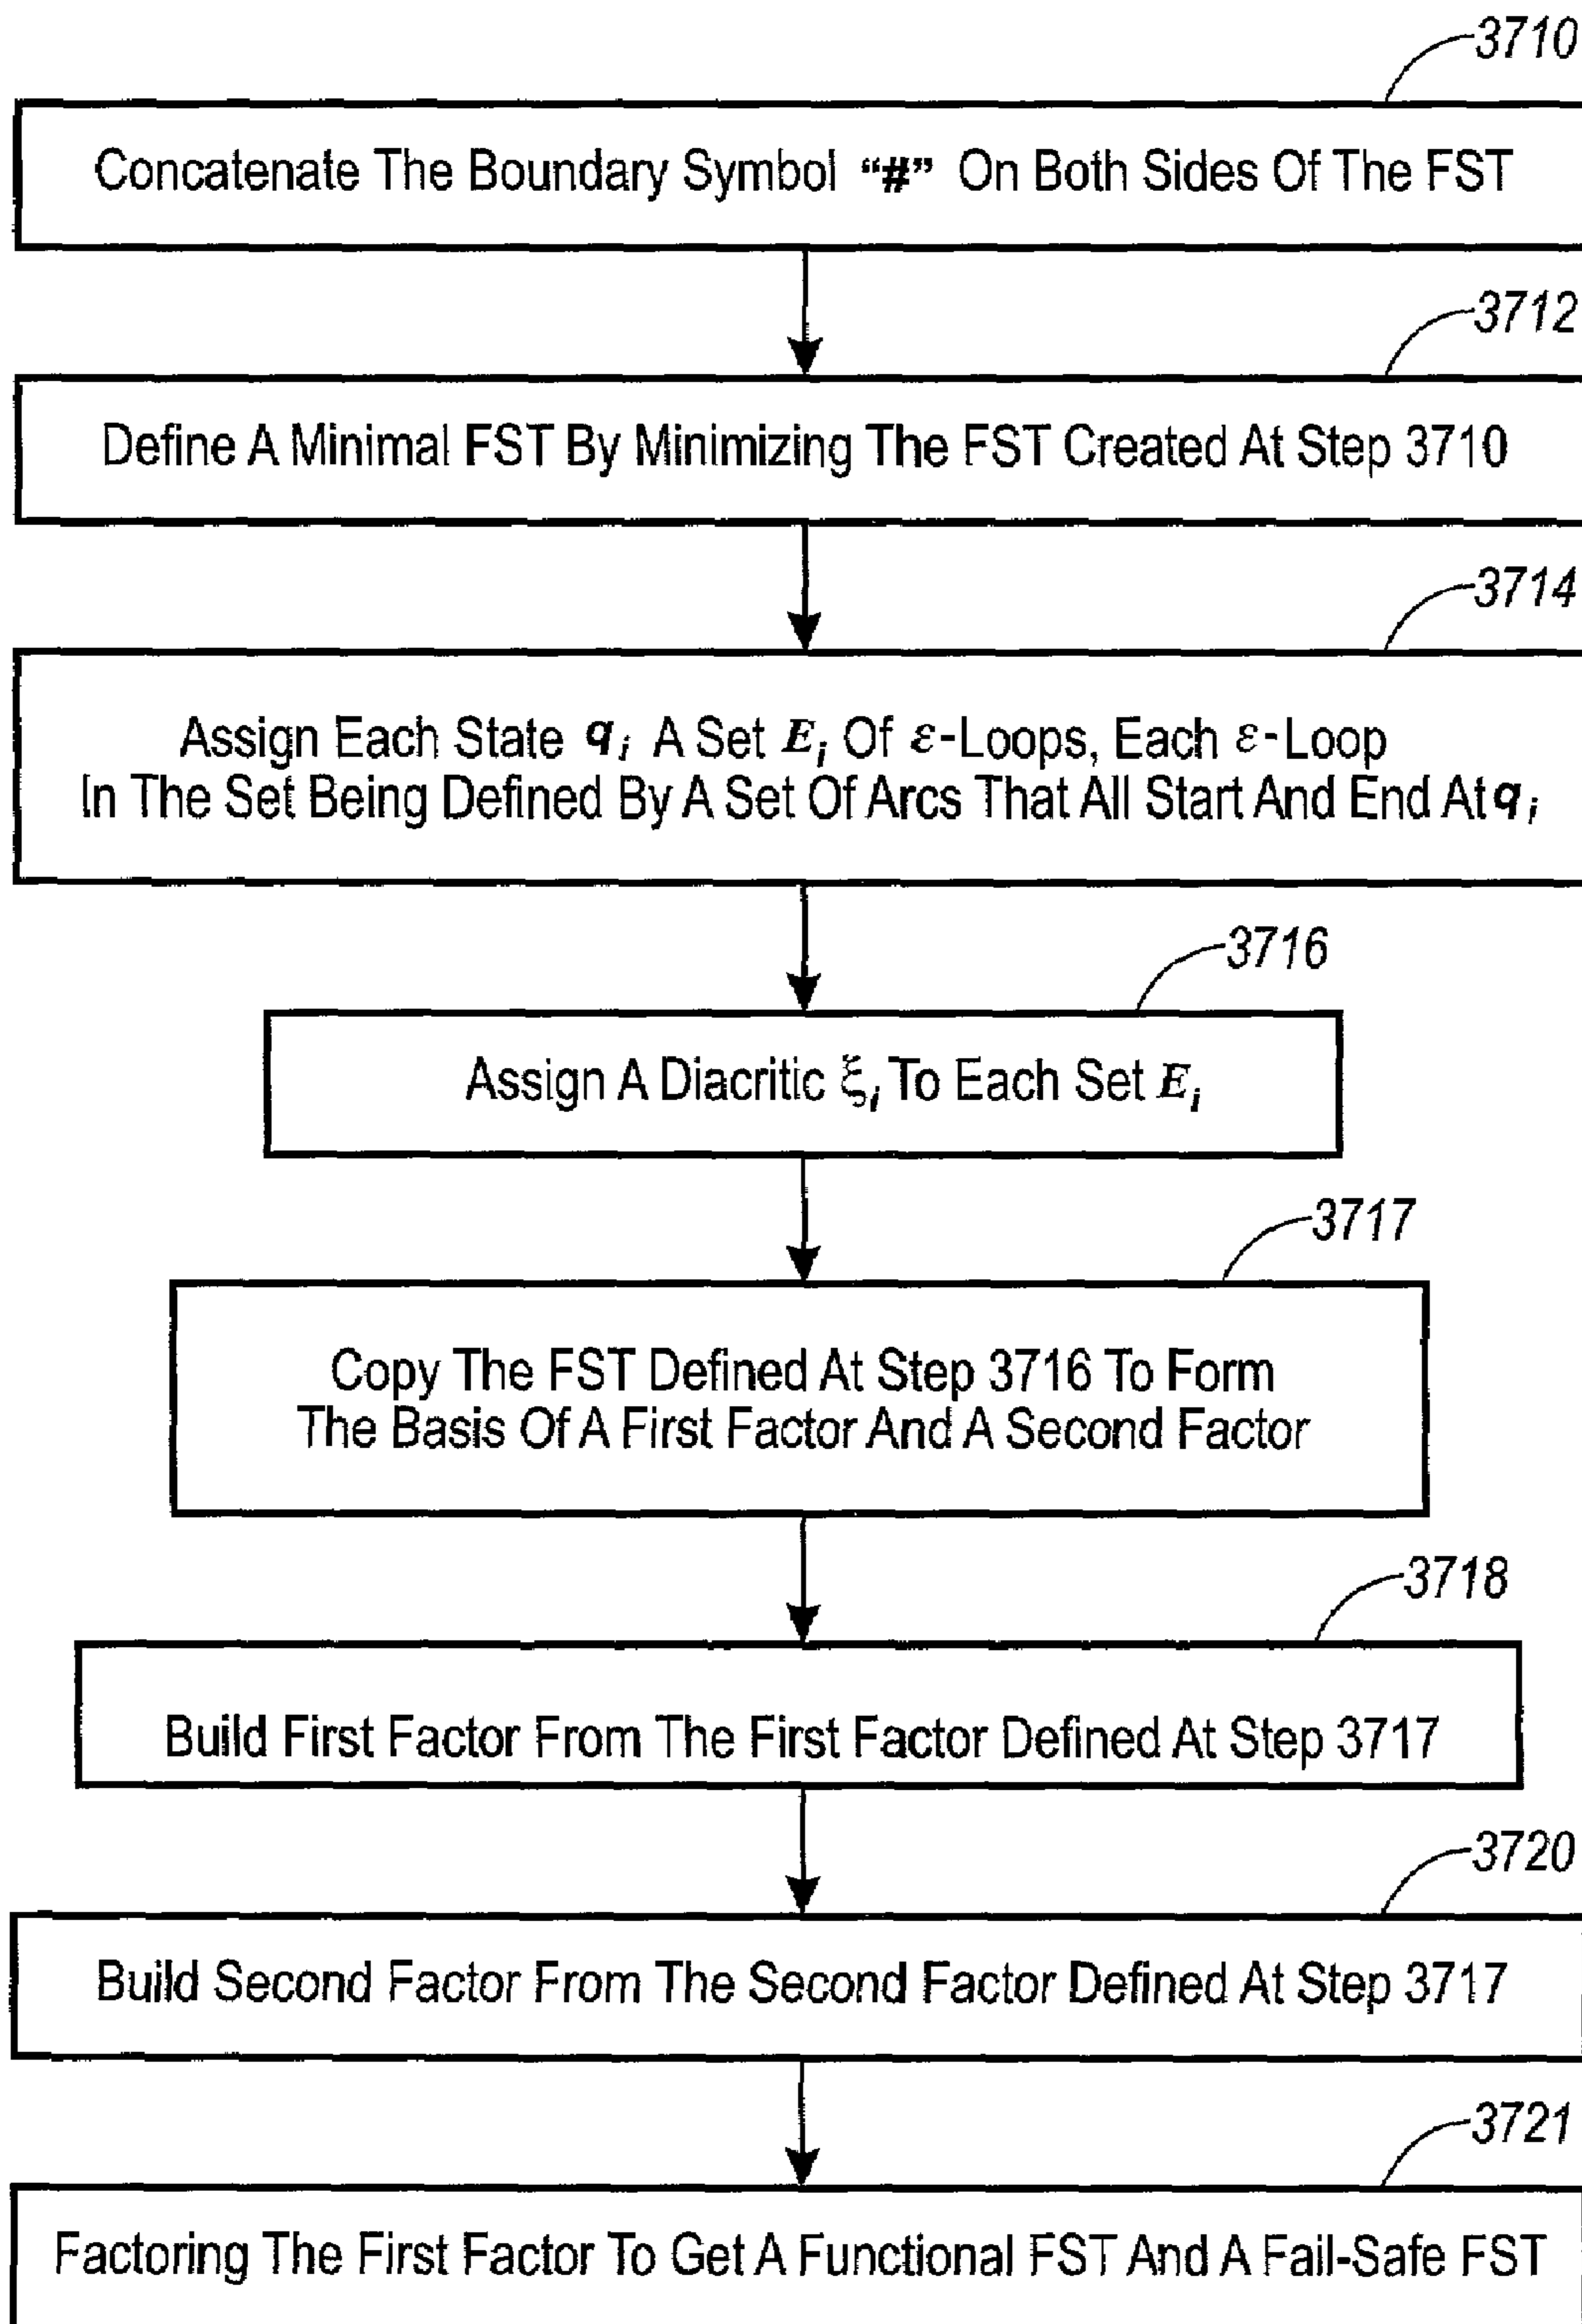 3710
Concatenate The Boundary Symbol “#” On Both Sides Of The FST
3712
Define A Minimal FST By Minimizing The FST Created At Step 3710
3714
Assign Each State qᵢ A Set Eᵢ Of ε-Loops, Each ε-Loop
In The Set Being Defined By A Set Of Arcs That All Start And End At qᵢ
3716
Assign A Diacritic ξᵢ To Each Set Eᵢ
3717
Copy The FST Defined At Step 3716 To Form
The Basis Of A First Factor And A Second Factor
3718
Build First Factor From The First Factor Defined At Step 3717
3720
Build Second Factor From The Second Factor Defined At Step 3717
3721
Factoring The First Factor To Get A Functional FST And A Fail-Safe FST